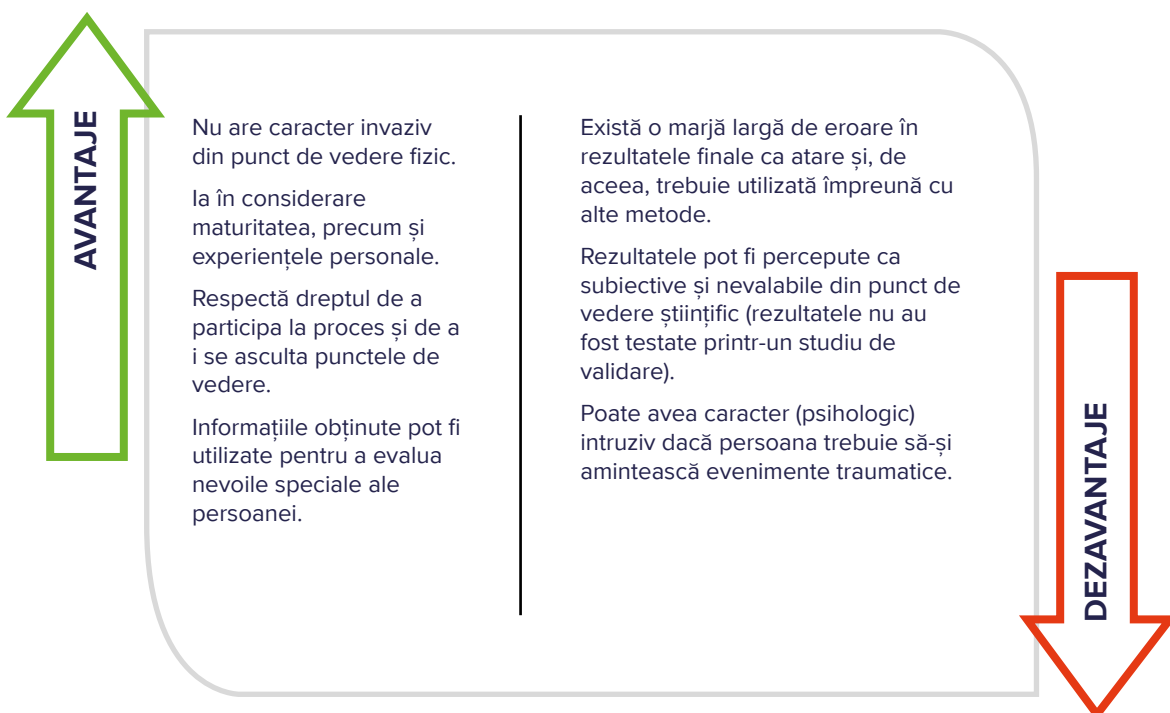 AVANTAJE
Nu are caracter invaziv
din punct de vedere fizic.
Ia în considerare
maturitatea, precum și
experiențele personale.
Respectă dreptul de a
participa la proces și de a
i se asculta punctele de
vedere.
Informațiile obținute pot fi
utilizate pentru a evalua
nevoile speciale ale
persoanei.
Există o marjă largă de eroare în
rezultatele finale ca atare și, de
aceea, trebuie utilizată împreună cu
alte metode.
Rezultatele pot fi percepute ca
subiective și nevalabile din punct de
vedere științific (rezultatele nu au
fost testate printr-un studiu de
validare).
Poate avea caracter (psihologic)
intruziv dacă persoana trebuie să-și
amintească evenimente traumatice.
DEZAVANTAJE